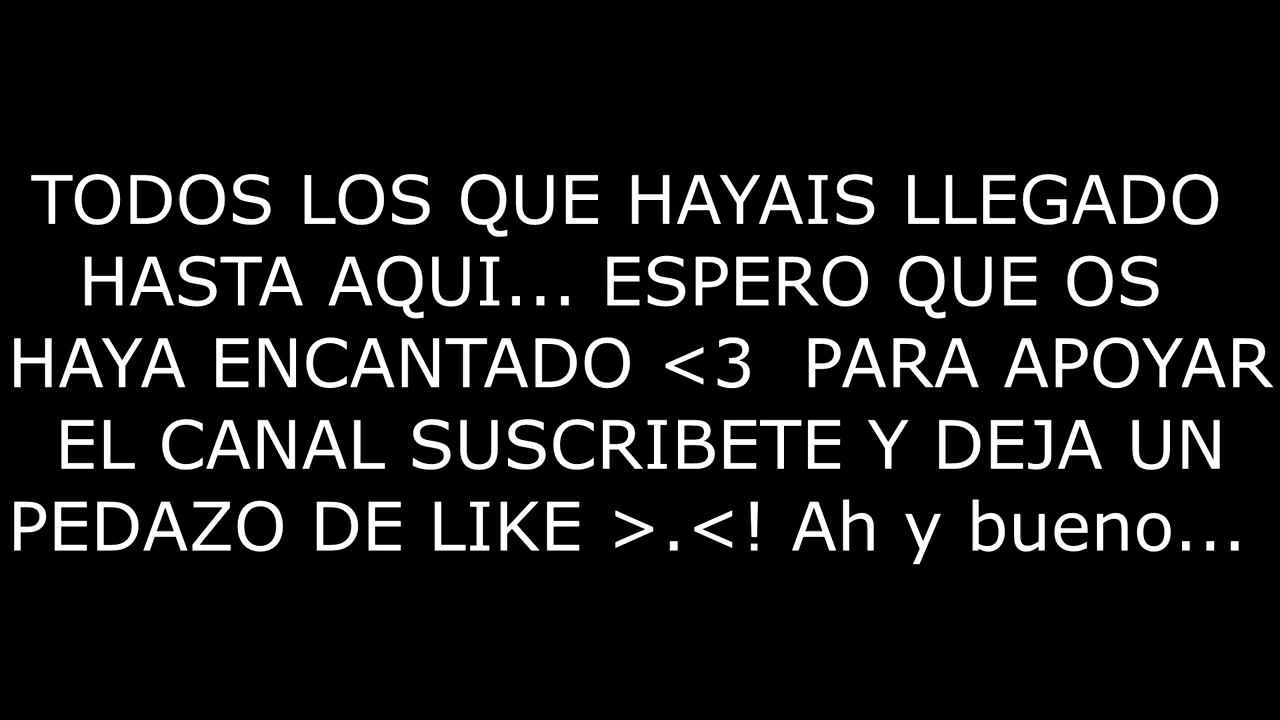 TODOS LOS QUE HAYAIS LLEGADO
HASTA AQUI... ESPERO QUE OS
HAYA ENCANTADO <3  PARA APOYAR
EL CANAL SUSCRIBETE Y DEJA UN
PEDAZO DE LIKE >.<! Ah y bueno...